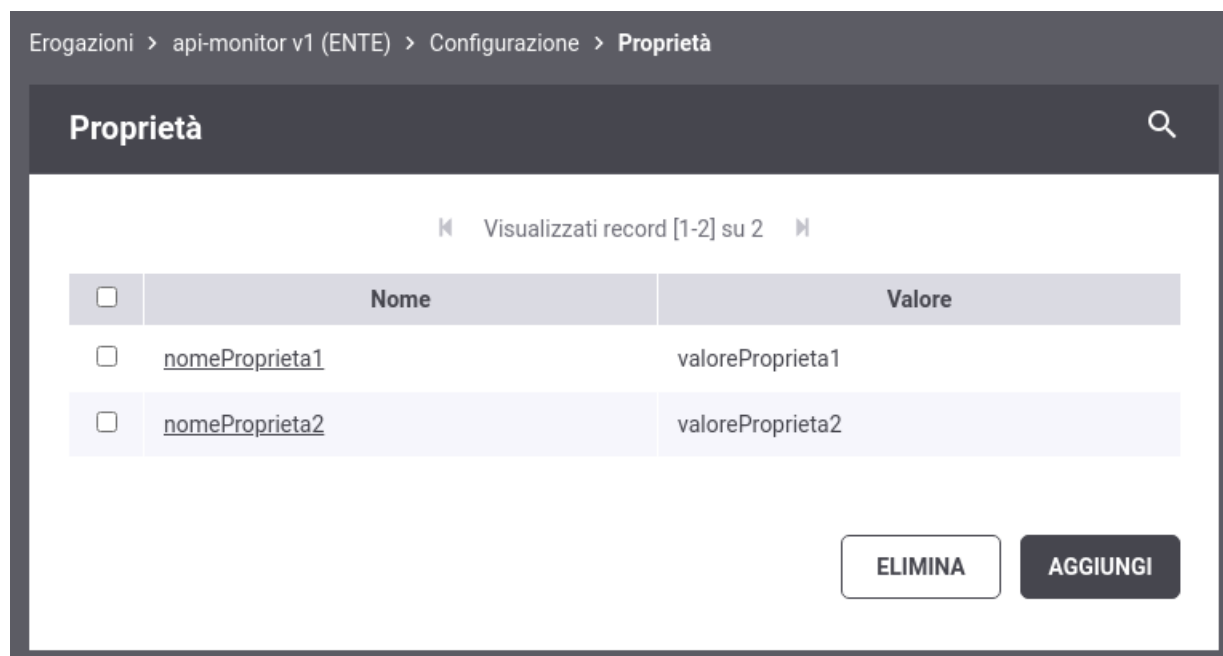 Erogazioni > api-monitor v1 (ENTE) > Configurazione > Proprietà
Proprietà
Visualizzati record [1-2] su 2
Nome Valore
nomeProprieta1 valoreProprieta1
nomeProprieta2 valoreProprieta2
ELIMINA AGGIUNGI